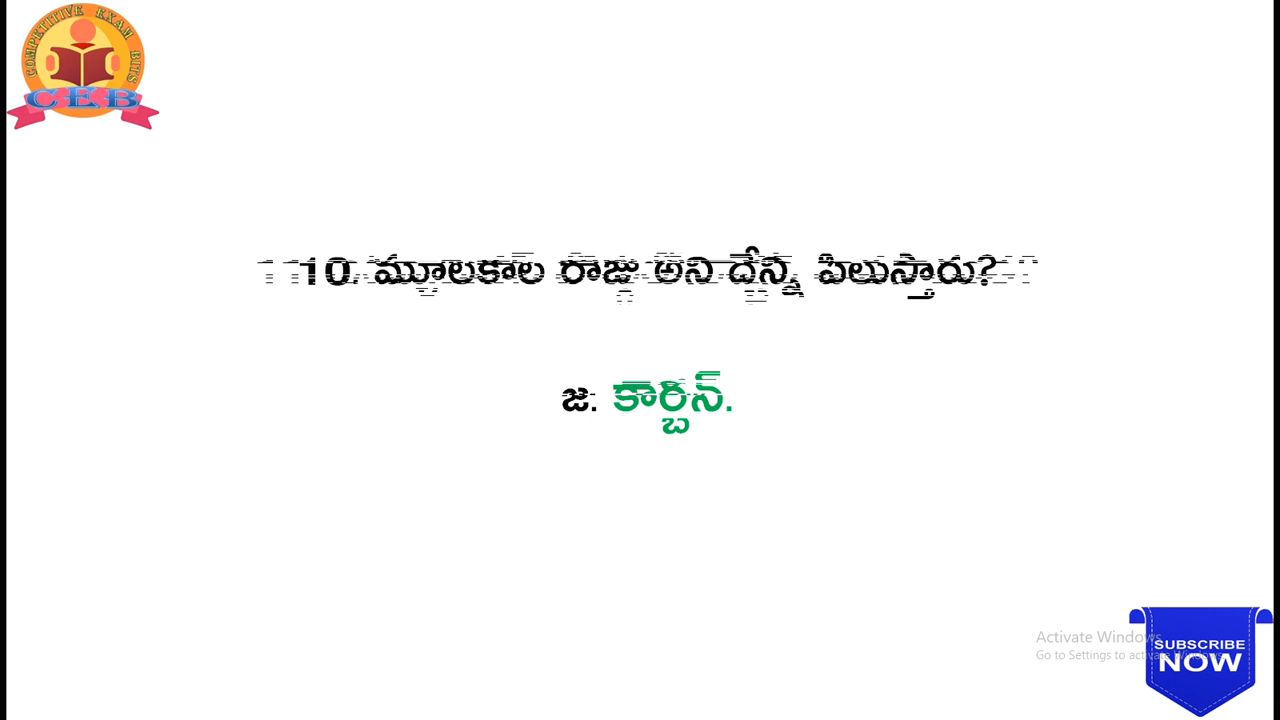 COMPETITIVE EXAM BITS
CEB
10. మూలకాల రాజు అని దేన్ని పిలుస్తారు?
జ. కార్బన్.
Activate Windows
Go to Settings to activate Windows.
SUBSCRIBE
NOW